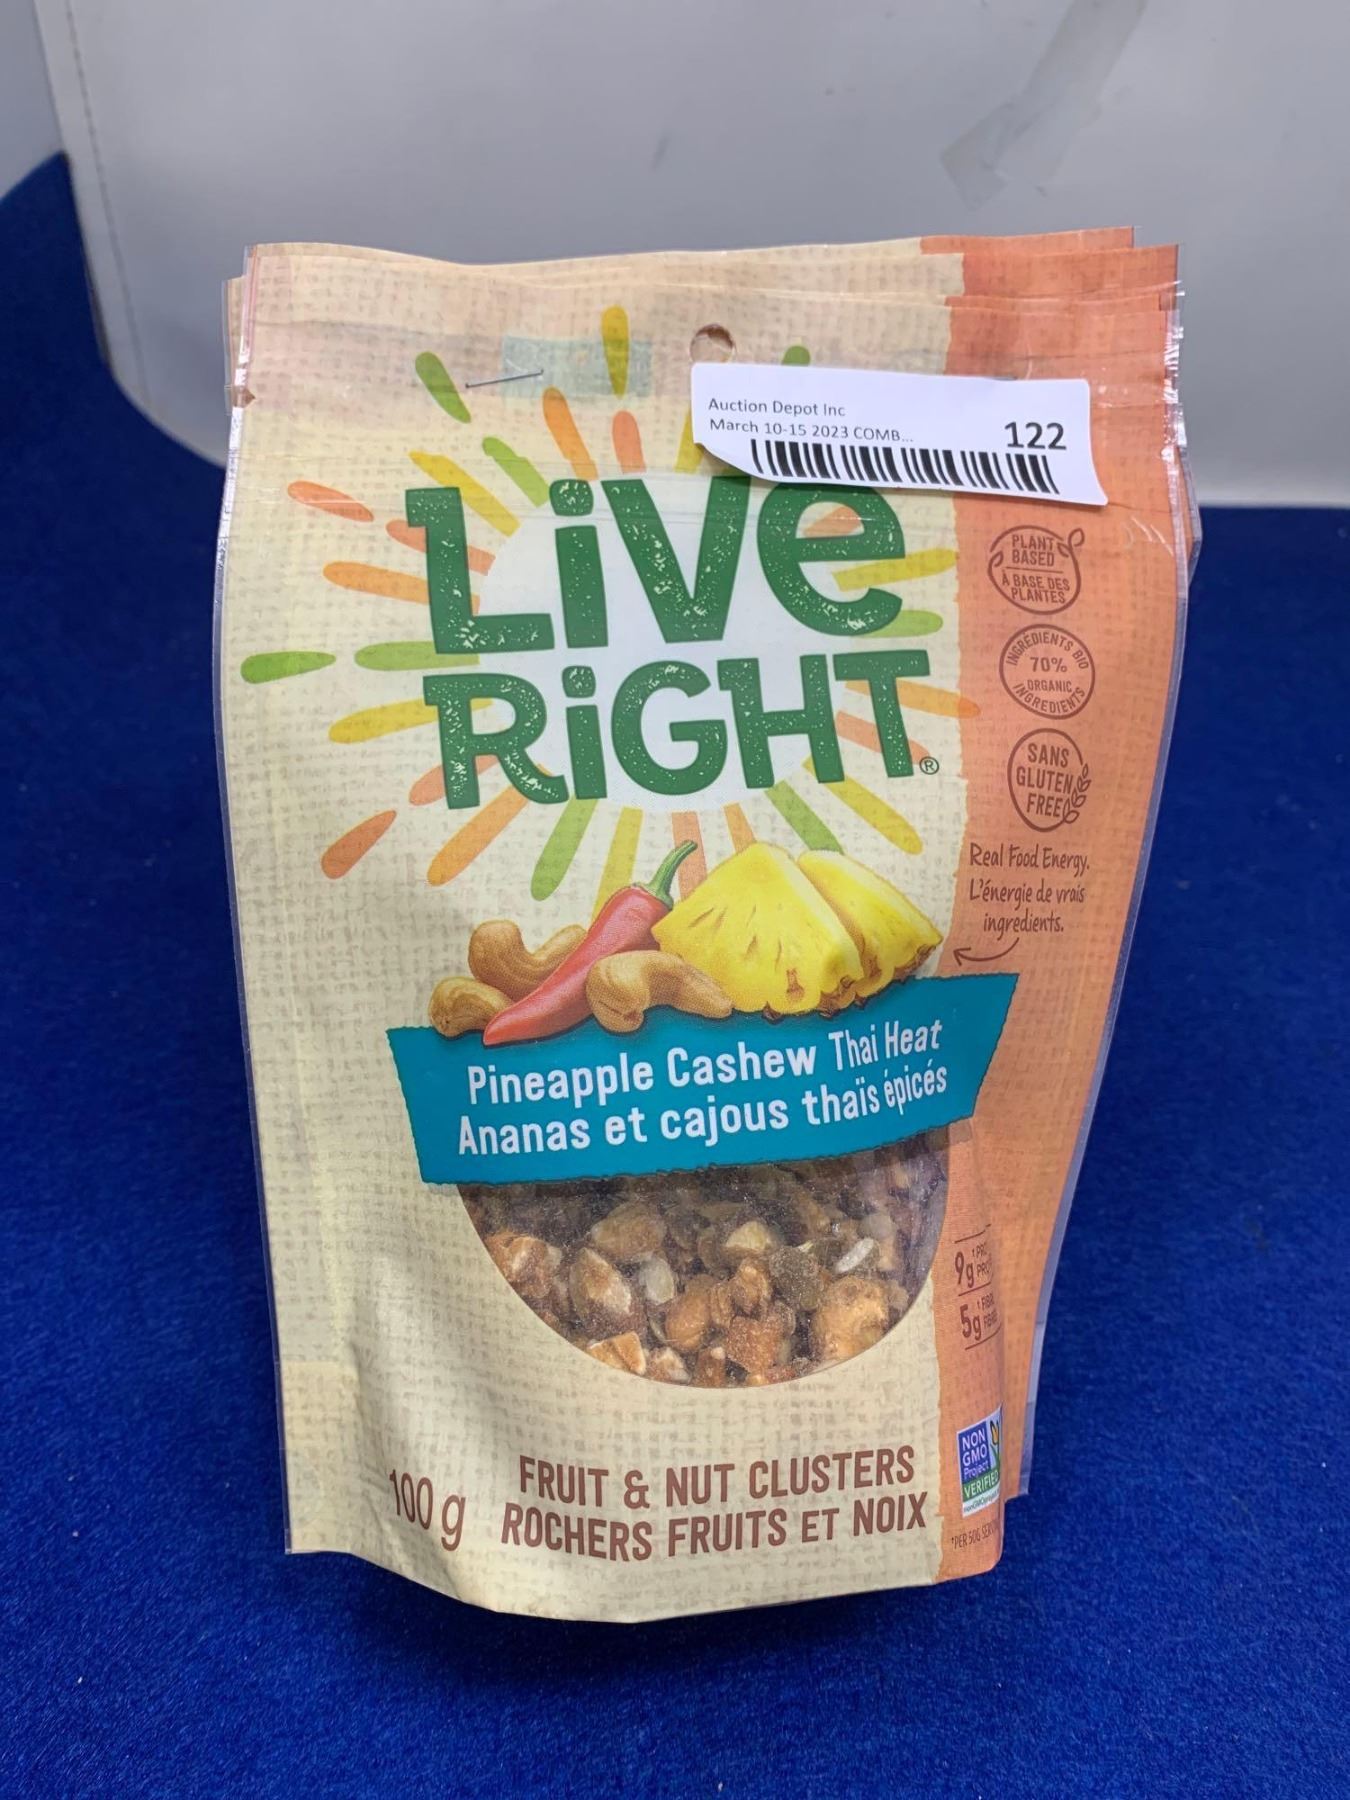 Auction Depot Inc
March 10-15 2023 COMB...
122
LiVe
RiGHT®
PLANT
BASED
À BASE DES
PLANTES
INGRÉDIENTS BIO
70%
ORGANIC
INGREDIENTS
SANS
GLUTEN
FREE
Real Food Energy.
L'énergie de vrais
ingrédients.
Pineapple Cashew Thai Heat
Ananas et cajous thaïs épicés
9g
5g
NON
GMO
Project
VERIFIED
100 g
FRUIT & NUT CLUSTERS
ROCHERS FRUITS ET NOIX
†PER 50G